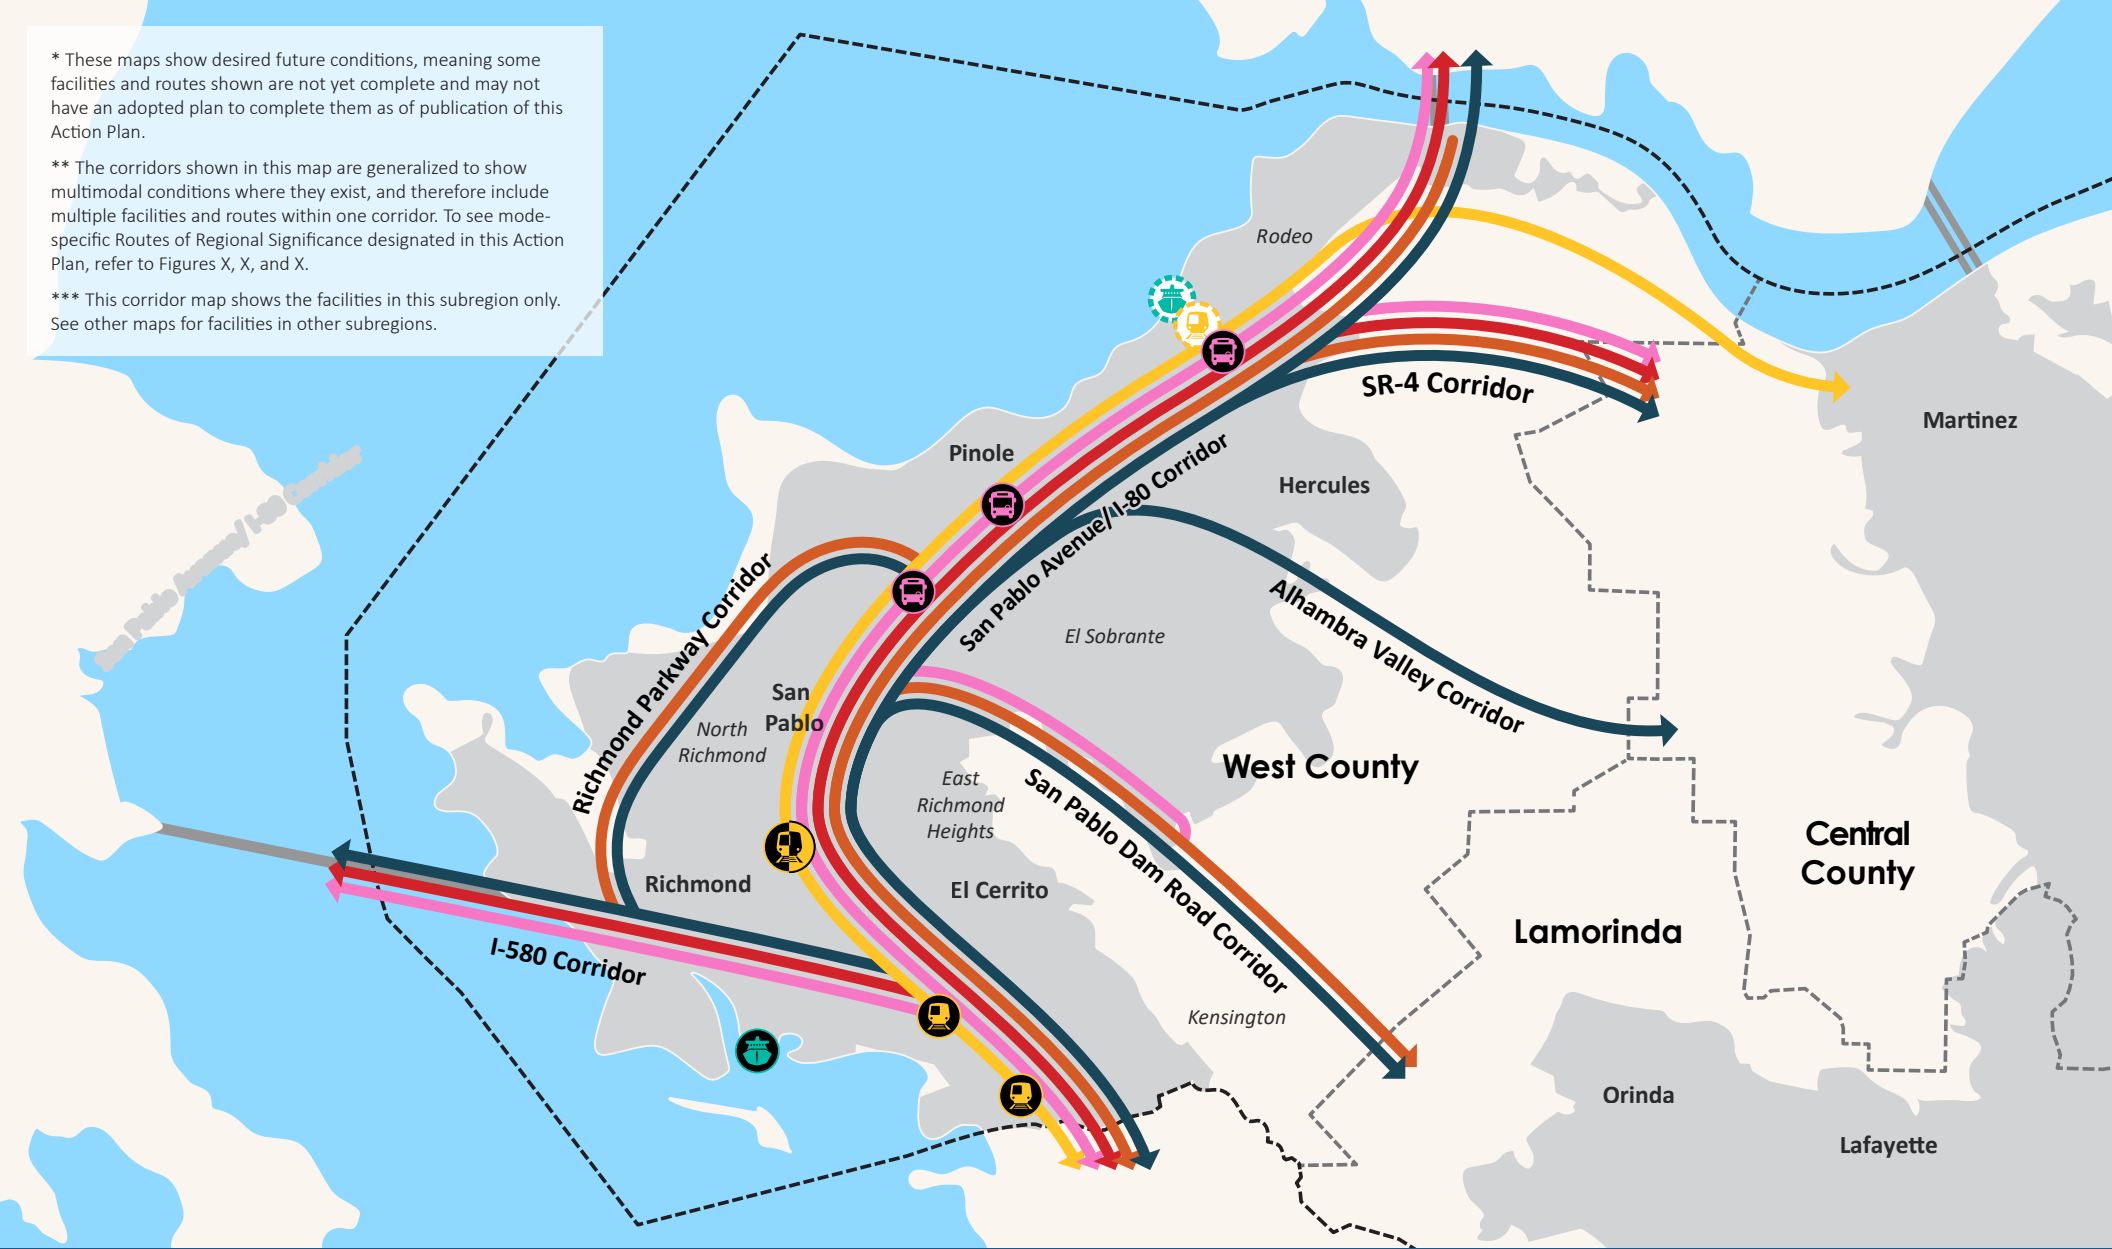 * These maps show desired future conditions, meaning some
facilities and routes shown are not yet complete and may not
have an adopted plan to complete them as of publication of this
Action Plan.
** The corridors shown in this map are generalized to show
multimodal conditions where they exist, and therefore include
multiple facilities and routes within one corridor. To see mode-
specific Routes of Regional Significance designated in this Action
Plan, refer to Figures X, X, and X.
*** This corridor map shows the facilities in this subregion only.
See other maps for facilities in other subregions.
Rodeo
SR-4 Corridor
Martinez
Pinole
Hercules
San Pablo Avenue/ I-80 Corridor
Richmond Parkway Corridor
El Sobrante
Alhambra Valley Corridor
San
Pablo
North
Richmond
East
Richmond
Heights
West County
San Pablo Dam Road Corridor
Central
County
Richmond
El Cerrito
Lamorinda
I-580 Corridor
Kensington
Orinda
Lafayette